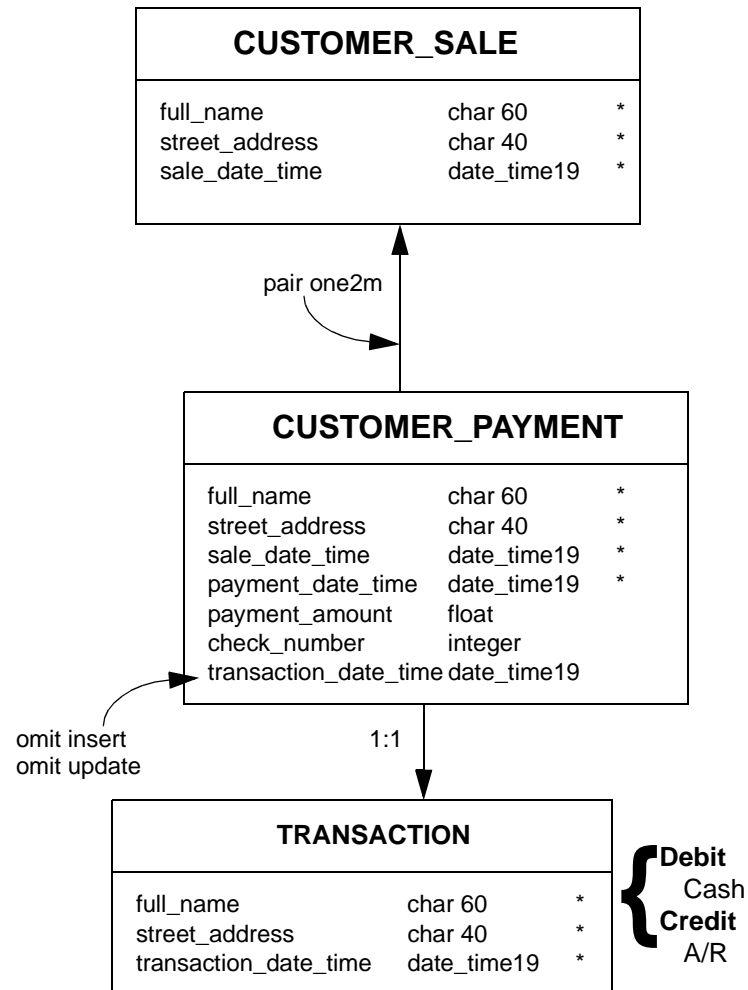 CUSTOMER_SALE
full_name char 60 *
street_address char 40 *
sale_date_time date_time19 *
pair one2m
CUSTOMER_PAYMENT
full_name char 60 *
street_address char 40 *
sale_date_time date_time19 *
payment_date_time date_time19 *
payment_amount float
check_number integer
transaction_date_time date_time19
omit insert
omit update
1:1
TRANSACTION
full_name char 60 *
street_address char 40 *
transaction_date_time date_time19 *
{
Debit
Cash
Credit
A/R